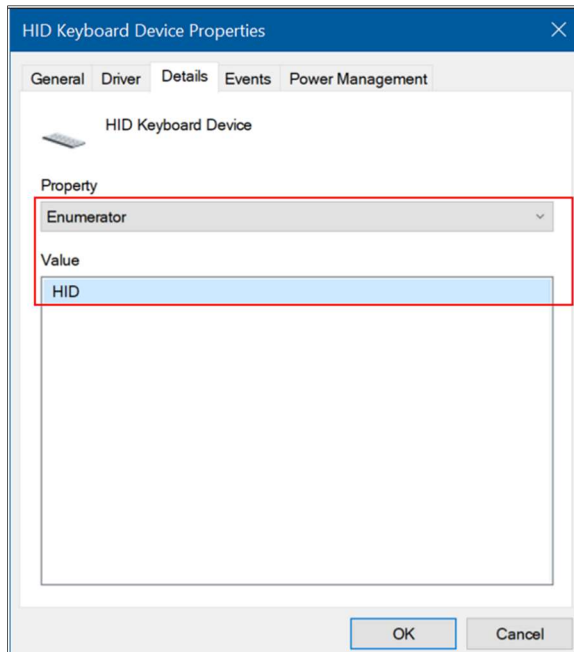 HID Keyboard Device Properties
General Driver Details Events Power Management
HID Keyboard Device
Property
Enumerator
Value
HID
OK Cancel